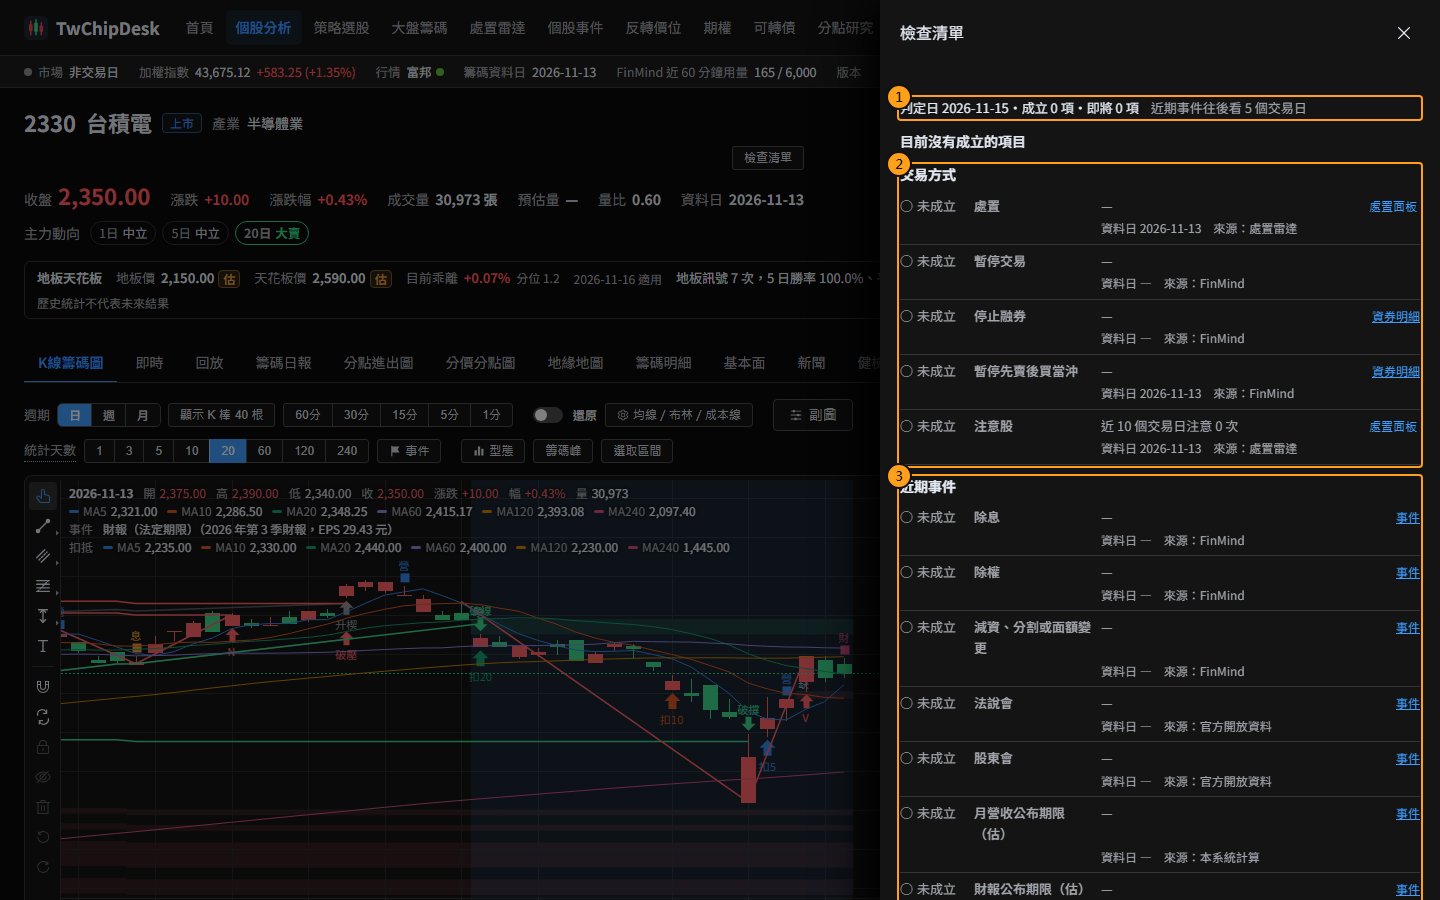 TwChipDesk 首頁 個股分析 策略選股 大盤籌碼 處置雷達 個股事件 反轉價位 期權 可轉債 分點研究
市場 非交易日 加權指數 43,675.12 +583.25 (+1.35%) 行情 富邦 籌碼資料日 2026-11-13 FinMind 近 60 分鐘用量 165 / 6,000 版本
2330 台積電 上市 產業 半導體業
檢查清單
收盤 2,350.00 漲跌 +10.00 漲跌幅 +0.43% 成交量 30,973 張 預估量 — 量比 0.60 資料日 2026-11-13
主力動向 1日 中立 5日 中立 20日 大賣
地板天花板 地板價 2,150.00 估 天花板價 2,590.00 估 目前乖離 +0.07% 分位 1.2 2026-11-16 適用 地板訊號 7 次，5 日勝率 100.0%、
歷史統計不代表未來結果
K線籌碼圖 即時 回放 籌碼日報 分點進出圖 分價分點圖 地緣地圖 籌碼明細 基本面 新聞 健檢
週期 日 週 月 顯示 K 棒 40 根 60分 30分 15分 5分 1分 還原 均線 / 布林 / 成本線 副圖
統計天數 1 3 5 10 20 60 120 240 事件 型態 籌碼峰 選取區間
2026-11-13 開 2,375.00 高 2,390.00 低 2,340.00 收 2,350.00 漲跌 +10.00 幅 +0.43% 量 30,973
MA5 2,321.00 MA10 2,286.50 MA20 2,348.25 MA60 2,415.17 MA120 2,393.08 MA240 2,097.40
事件 財報（法定期限）（2026 年第 3 季財報，EPS 29.43 元）
扣抵 MA5 2,235.00 MA10 2,330.00 MA20 2,440.00 MA60 2,400.00 MA120 2,230.00 MA240 1,445.00
營
破樑
升楔
息
N
破壓
財
扣20
營
破樑
扣10
V
扣5
檢查清單
1
判定日 2026-11-15・成立 0 項・即將 0 項 近期事件往後看 5 個交易日
目前沒有成立的項目
2
交易方式
未成立 處置 — 處置面板
資料日 2026-11-13 來源：處置雷達
未成立 暫停交易 —
資料日 — 來源：FinMind
未成立 停止融券 — 資券明細
資料日 — 來源：FinMind
未成立 暫停先賣後買當沖 — 資券明細
資料日 2026-11-13 來源：FinMind
未成立 注意股 近 10 個交易日注意 0 次 處置面板
資料日 2026-11-13 來源：處置雷達
3
近期事件
未成立 除息 — 事件
資料日 — 來源：FinMind
未成立 除權 — 事件
資料日 — 來源：FinMind
未成立 減資、分割或面額變 — 事件
更
資料日 — 來源：FinMind
未成立 法說會 — 事件
資料日 — 來源：官方開放資料
未成立 股東會 — 事件
資料日 — 來源：官方開放資料
未成立 月營收公布期限 — 事件
（估）
資料日 — 來源：本系統計算
未成立 財報公布期限（估） — 事件